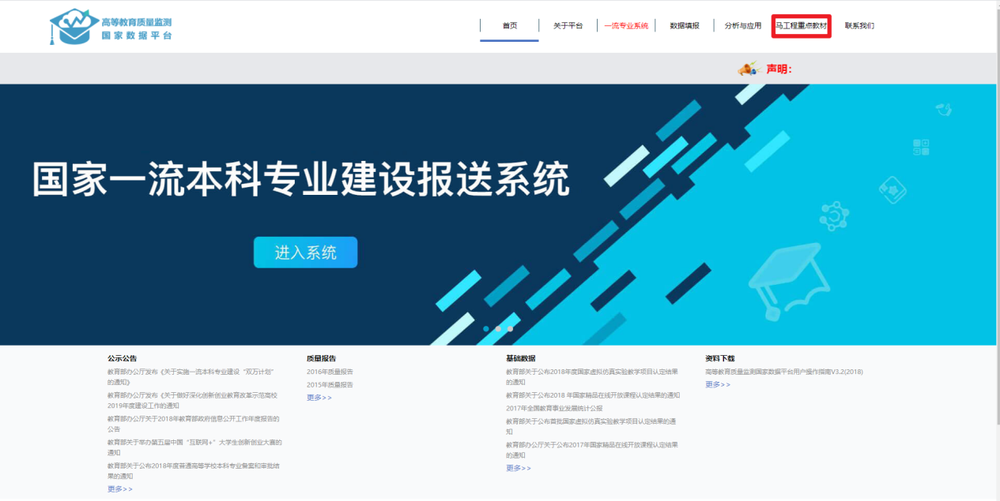 高等教育质量监测
国家数据平台
首页
关于平台
一流专业系统
数据填报
分析与应用
马工程重点教材
联系我们
声明：
国家一流本科专业建设报送系统
进入系统
公示公告
教育部办公厅发布《关于实施一流本科专业建设“双万计划”
的通知》
教育部办公厅发布《关于做好深化创新创业教育改革示范高校
2019年度建设工作的通知
教育部办公厅关于2018年教育部政府信息公开工作年度报告的
公告
教育部关于举办第五届中国“互联网+”大学生创新创业大赛的
通知
教育部关于公布2018年度普通高等学校本科专业备案和审批结
果的通知
更多>>
质量报告
2016年质量报告
2015年质量报告
更多>>
基础数据
教育部关于公布2018年度国家虚拟仿真实验教学项目认定结果
的通知
教育部关于公布2018 年国家精品在线开放课程认定结果的通知
2017年全国教育事业发展统计公报
教育部关于公布首批国家虚拟仿真实验教学项目认定结果的通
知
教育部办公厅关于公布2017年国家精品在线开放课程认定结果
的通知
更多>>
资料下载
高等教育质量监测国家数据平台用户操作指南V3.2(2018)
更多>>